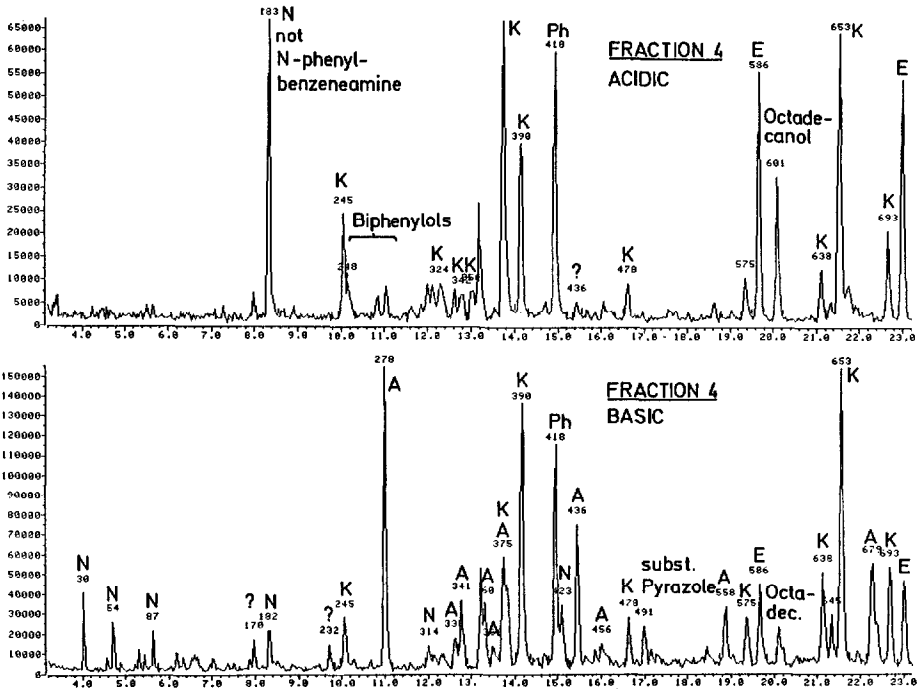 183 N
not
N-phenyl-
benzeneamine
K
245
248
Biphenylols
K
324
K
342
K
K
K
390
Ph
418
?
436
K
478
FRACTION 4
ACIDIC
575
E
586
Octade-
canol
601
K
638
653 K
K
693
E
65000
60000
55000
50000
45000
40000
35000
30000
25000
20000
15000
10000
5000
0
4.0 5.0 6.0 7.0 8.0 9.0 10.0 11.0 12.0 13.0 14.0 15.0 16.0 17.0 18.0 19.0 20.0 21.0 22.0 23.0
N
30
N
54
N
87
?
170
N
182
?
232
K
245
278
A
N
314
A
A
341
A
A
K
A
375
K
390
Ph
418
N
423
A
436
A
456
K
478
491
subst.
Pyrazole
FRACTION 4
BASIC
A
558
K
575
E
586
Octa-
dec.
K
638
645
653
K
A
679
K
693
E
150000
140000
130000
120000
110000
100000
90000
80000
70000
60000
50000
40000
30000
20000
10000
0
4.0 5.0 6.0 7.0 8.0 9.0 10.0 11.0 12.0 13.0 14.0 15.0 16.0 17.0 18.0 19.0 20.0 21.0 22.0 23.0